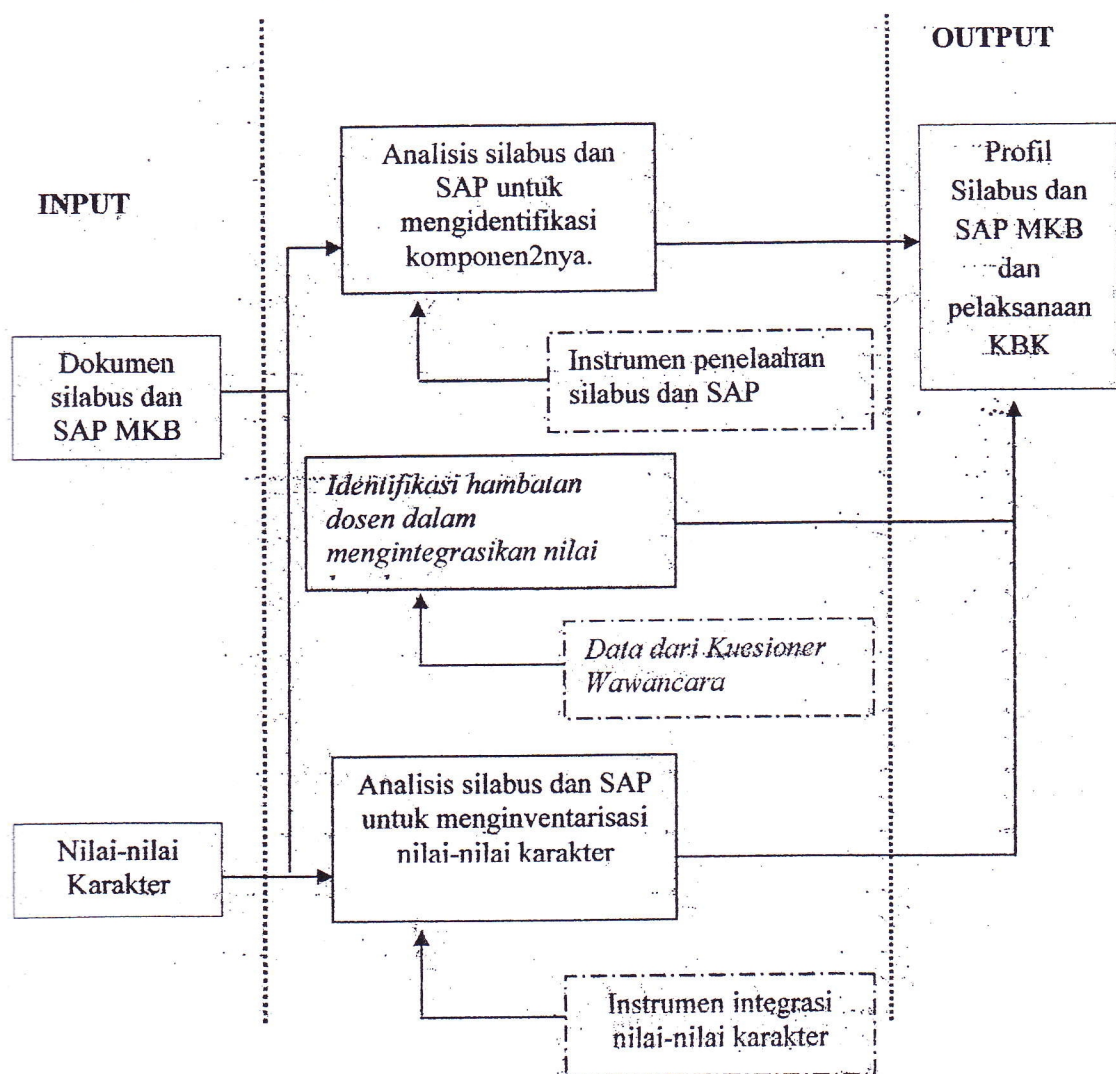 OUTPUT
INPUT
Dokumen
silabus dan
SAP MKB
Nilai-nilai
Karakter
Analisis silabus dan
SAP untuk
mengidentifikasi
komponen2nya.
Instrumen penelaahan
silabus dan SAP
Identifikasi hambatan
dosen dalam
mengintegrasikan nilai
Data dari Kuesioner
Wawancara
Analisis silabus dan SAP
untuk menginventarisasi
nilai-nilai karakter
Instrumen integrasi
nilai-nilai karakter
Profil
Silabus dan
SAP MKB
dan
pelaksanaan
KBK